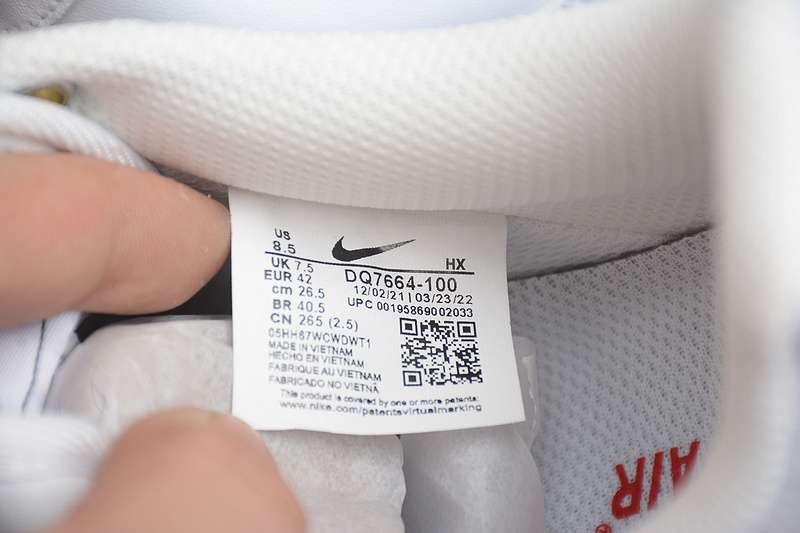 US
8.5
HX
UK 7.5
EUR 42
DQ7664-100
cm 26.5
12/02/21 | 03/23/22
BR 40.5
UPC 00195869002033
CN 265 (2.5)
05HH67WCWDWT1
MADE IN VIETNAM
HECHO EN VIETNAM
FABRIQUE AU VIETNAM
FABRICADO NO VIETNÃ
This product is covered by one or more patents:
www.nike.com/patentsvirtualmarking
AIR
®